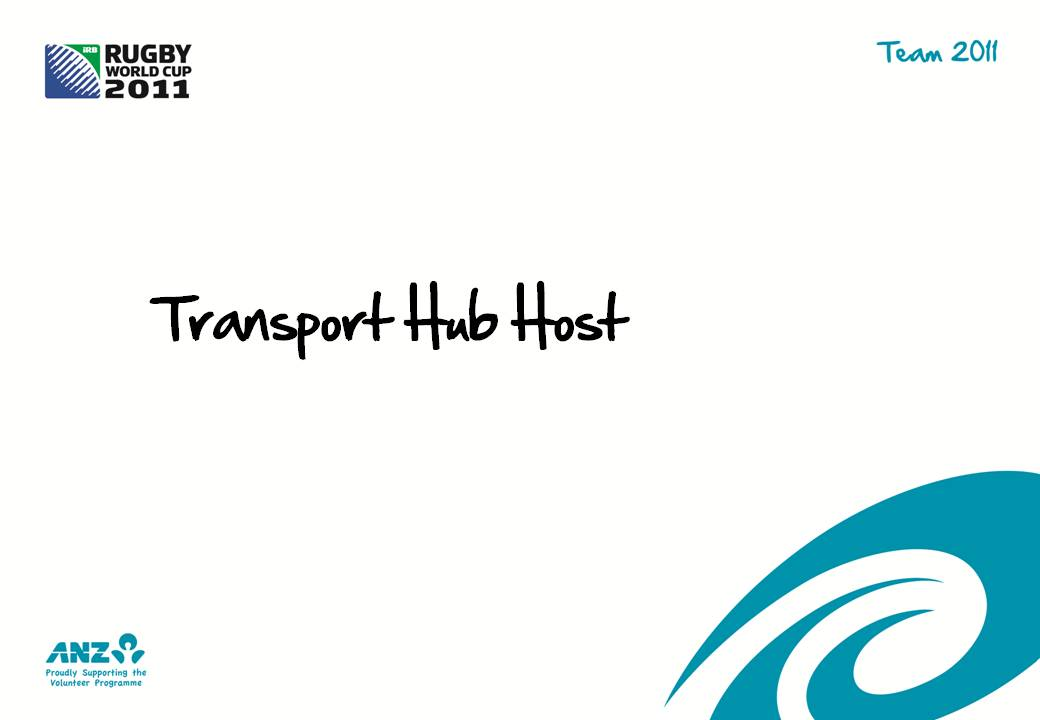 iRB
RUGBY
WORLD CUP
2011
Team 2011
Transport Hub Host
ANZ
Proudly Supporting the
Volunteer Programme